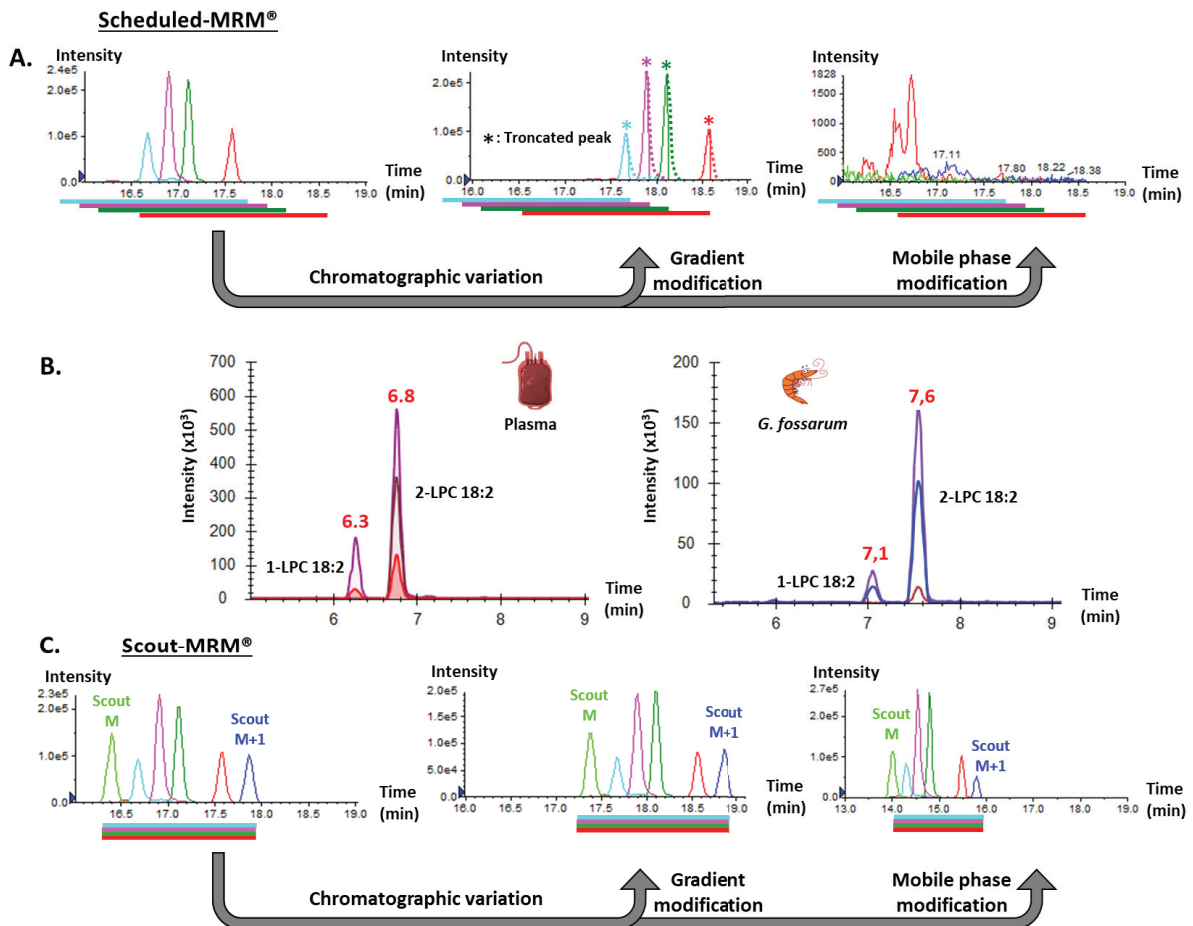 Scheduled-MRM®
A.
Intensity
2.4e5
1.0e5
0.0
16.5 17.0 17.5 18.0 18.5 19.0
Time
(min)
Intensity
2.0e5
1.0e5
0.0
*: Troncated peak
16.0 16.5 17.0 17.5 18.0 18.5 19.0
Time
(min)
Intensity
1828
1500
1000
500
0
17.11
17.80
18.22
18.38
16.5 17.0 17.5 18.0 18.5 19.0
Time
(min)
Chromatographic variation
Gradient
modification
Mobile phase
modification
B.
Intensity (x10³)
700
600
500
400
300
200
100
0
6.3
6.8
1-LPC 18:2
2-LPC 18:2
Plasma
6 7 8 9
Time
(min)
Intensity (x10³)
200
150
100
50
0
7,1
7,6
1-LPC 18:2
2-LPC 18:2
G. fossarum
6 7 8 9
Time
(min)
C.
Scout-MRM®
Intensity
2.3e5
2.0e5
1.0e5
0.0
Scout
M
Scout
M+1
16.5 17.0 17.5 18.0 18.5 19.0
Time
(min)
Intensity
2.0e5
1.5e5
1.0e5
5.0e4
0.0
Scout
M
Scout
M+1
16.0 16.5 17.0 17.5 18.0 18.5 19.0
Time
(min)
Intensity
2.7e5
2.0e5
1.0e5
0.0
Scout
M
Scout
M+1
13.0 14.0 15.0 16.0 17.0 18.0 19.0
Time
(min)
Chromatographic variation
Gradient
modification
Mobile phase
modification